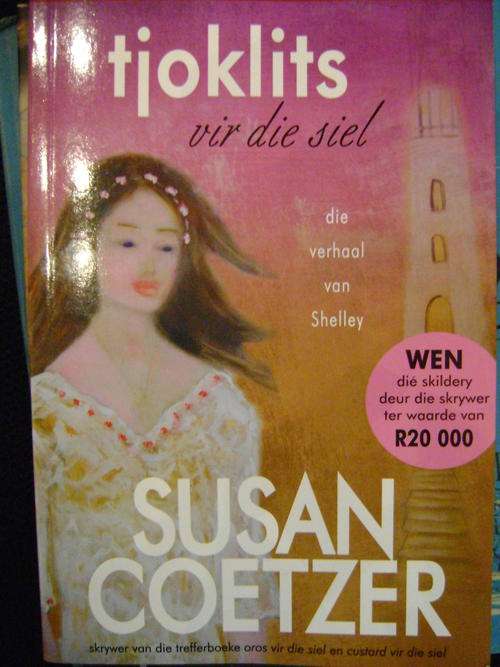 tjoklits
vir die siel
die
verhaal
van
Shelley
WEN
dié skildery
deur die skrywer
ter waarde van
R20 000
SUSAN
COETZER
skrywer van die trefferboeke oros vir die siel en custard vir die siel